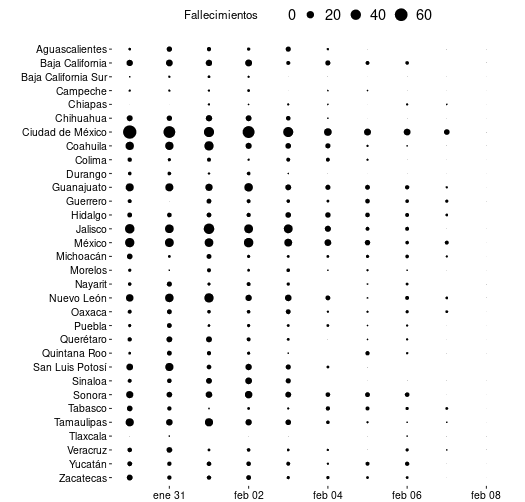 Fallecimientos 0 20 40 60
Aguascalientes
Baja California
Baja California Sur
Campeche
Chiapas
Chihuahua
Ciudad de México
Coahuila
Colima
Durango
Guanajuato
Guerrero
Hidalgo
Jalisco
México
Michoacán
Morelos
Nayarit
Nuevo León
Oaxaca
Puebla
Querétaro
Quintana Roo
San Luis Potosí
Sinaloa
Sonora
Tabasco
Tamaulipas
Tlaxcala
Veracruz
Yucatán
Zacatecas
ene 31 feb 02 feb 04 feb 06 feb 08